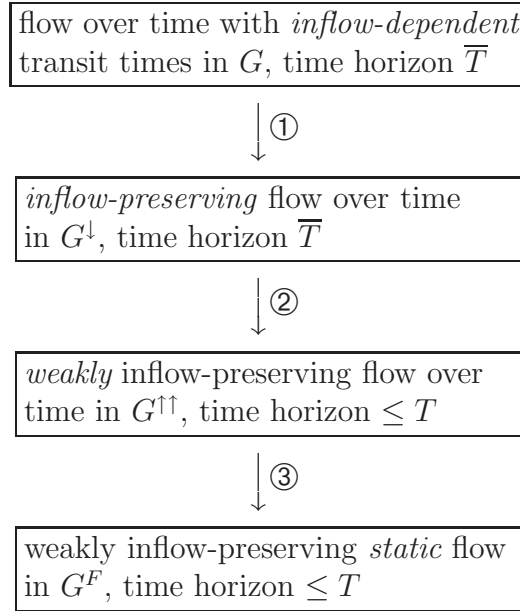 flow over time with inflow-dependent
transit times in G, time horizon T̅
①
inflow-preserving flow over time
in G↓, time horizon T̅
②
weakly inflow-preserving flow over
time in G↑↑, time horizon ≤ T
③
weakly inflow-preserving static flow
in Gᶠ, time horizon ≤ T